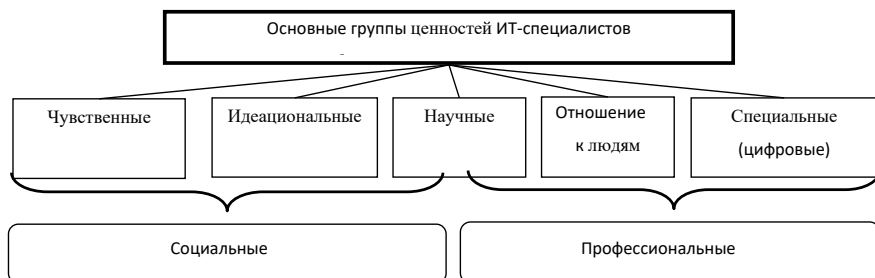 Основные группы ценностей ИТ-специалистов
Чувственные
Идеациональные
Научные
Отношение
к людям
Специальные
(цифровые)
Социальные
Профессиональные